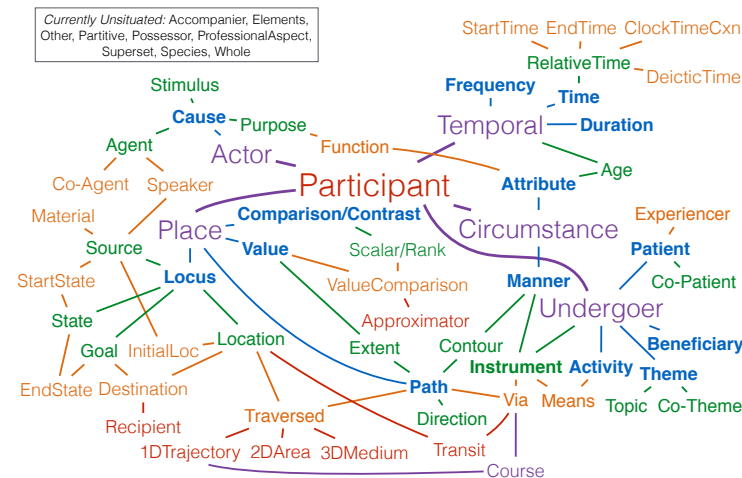 Currently Unsituated: Accompanier, Elements,
Other, Partitive, Possessor, ProfessionalAspect,
Superset, Species, Whole
StartTime EndTime ClockTimeCxn
RelativeTime
DeicticTime
Stimulus
Frequency
Time
Cause
Purpose
Temporal
Duration
Agent
Actor
Function
Age
Co-Agent
Speaker
Participant
Attribute
Material
Comparison/Contrast
Experiencer
Place
Circumstance
Source
Value
Scalar/Rank
Patient
StartState
Locus
ValueComparison
Manner
Co-Patient
Undergoer
State
Approximator
Goal
InitialLoc
Location
Extent
Contour
Beneficiary
Instrument
Activity
Theme
EndState
Destination
Path
Via
Means
Topic
Co-Theme
Recipient
Traversed
Direction
1DTrajectory
2DArea
3DMedium
Transit
Course